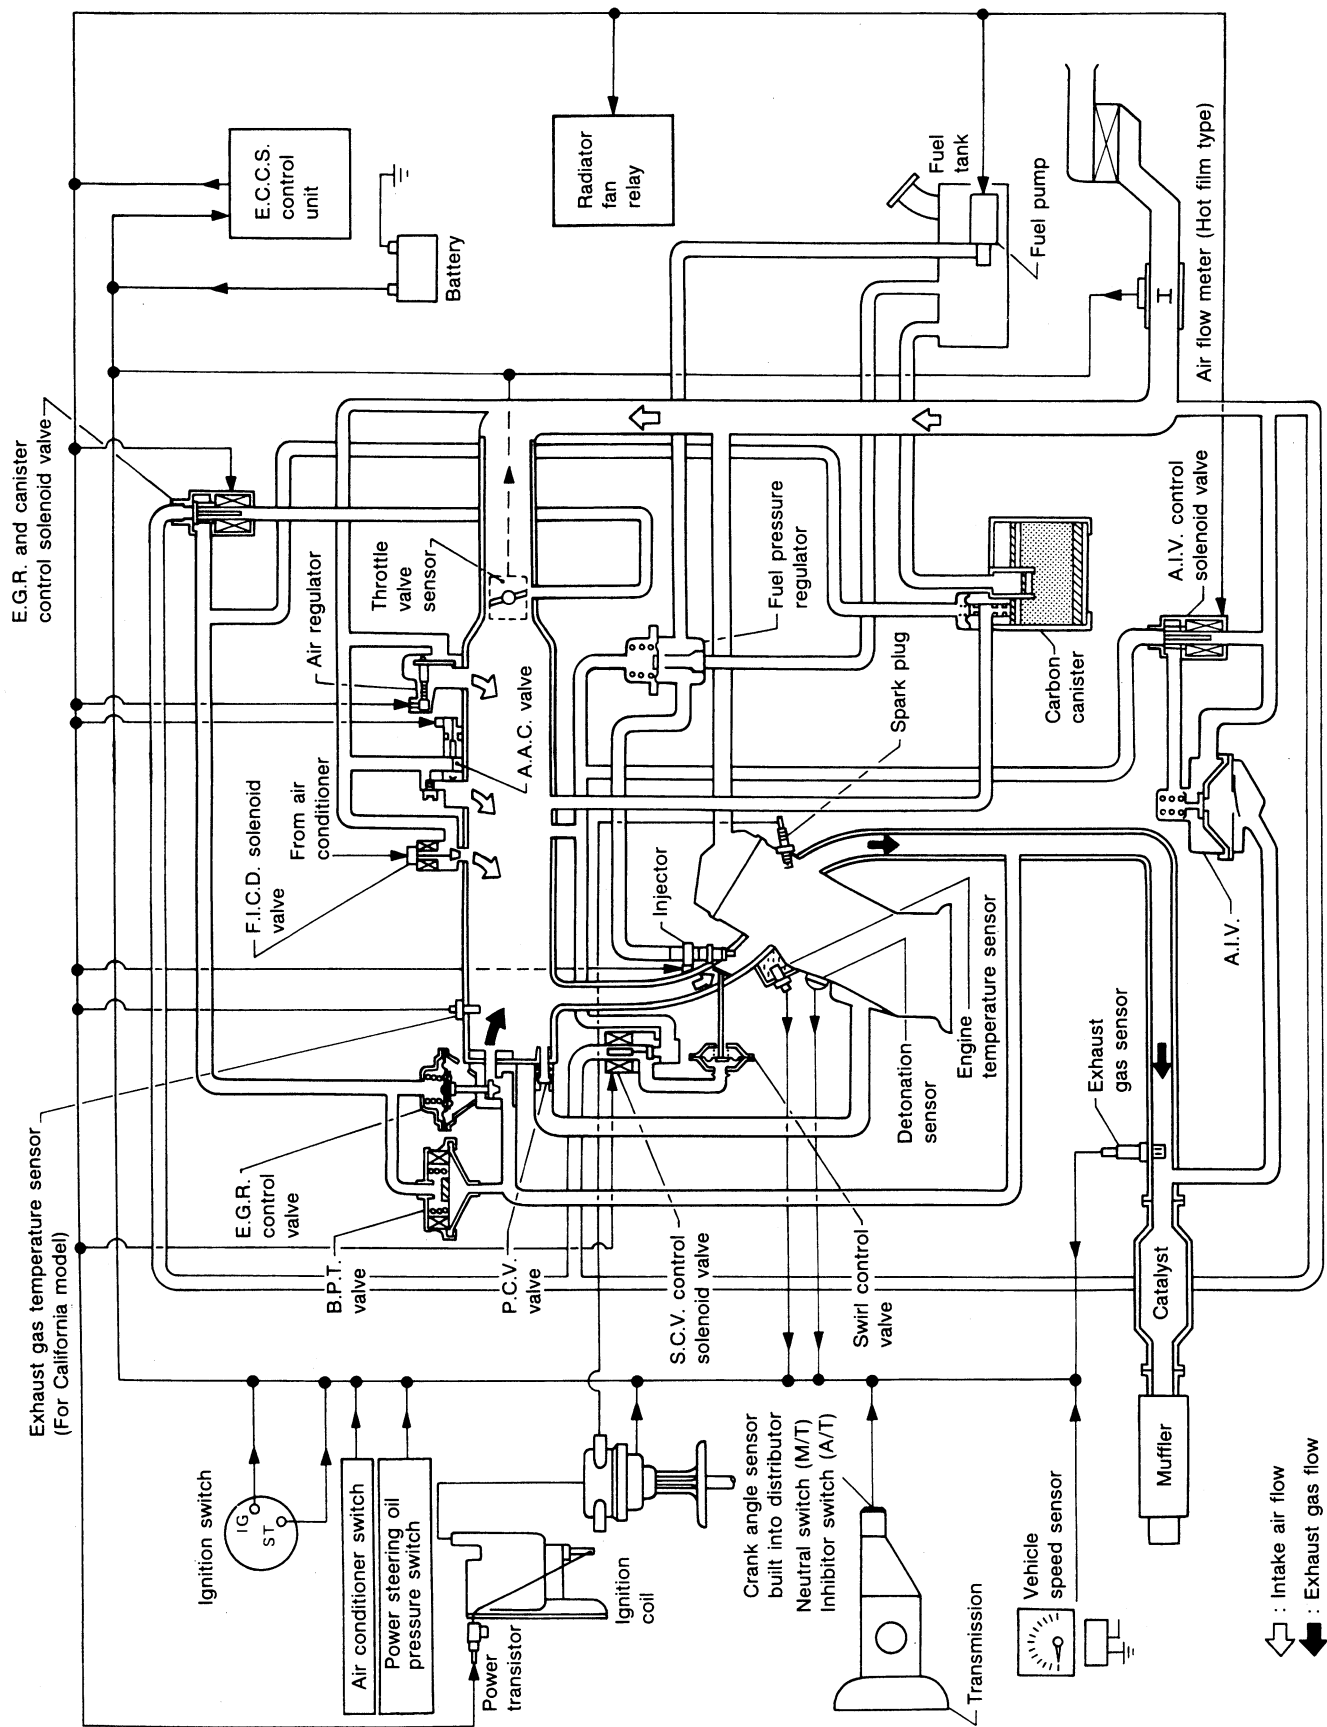 E.C.C.S.
control
unit
Battery
Radiator
fan
relay
Fuel
tank
Fuel pump
Air flow meter (Hot film type)
E.G.R. and canister
control solenoid valve
Air regulator
Throttle
valve
sensor
Fuel pressure
regulator
A.I.V. control
solenoid valve
F.I.C.D. solenoid
valve
From air
conditioner
A.A.C. valve
Spark plug
Carbon
canister
Injector
A.I.V.
Exhaust gas temperature sensor
(For California model)
E.G.R.
control
valve
B.P.T.
valve
P.C.V.
valve
S.C.V. control
solenoid valve
Swirl control
valve
Detonation
sensor
Engine
temperature sensor
Exhaust
gas sensor
Catalyst
Muffler
Ignition switch
IG
ST
Air conditioner switch
Power steering oil
pressure switch
Power
transistor
Ignition
coil
Crank angle sensor
built into distributor
Neutral switch (M/T)
Inhibitor switch (A/T)
Transmission
Vehicle
speed sensor
: Intake air flow
: Exhaust gas flow